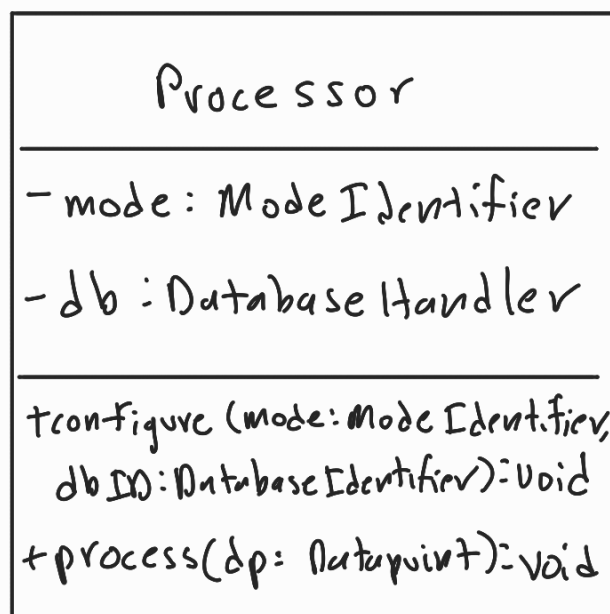 Processor
- mode: ModeIdentifier
- db: DatabaseHandler
+configure (mode: ModeIdentifier,
dbID: DatabaseIdentifier): void
+process(dp: Datapoint): void